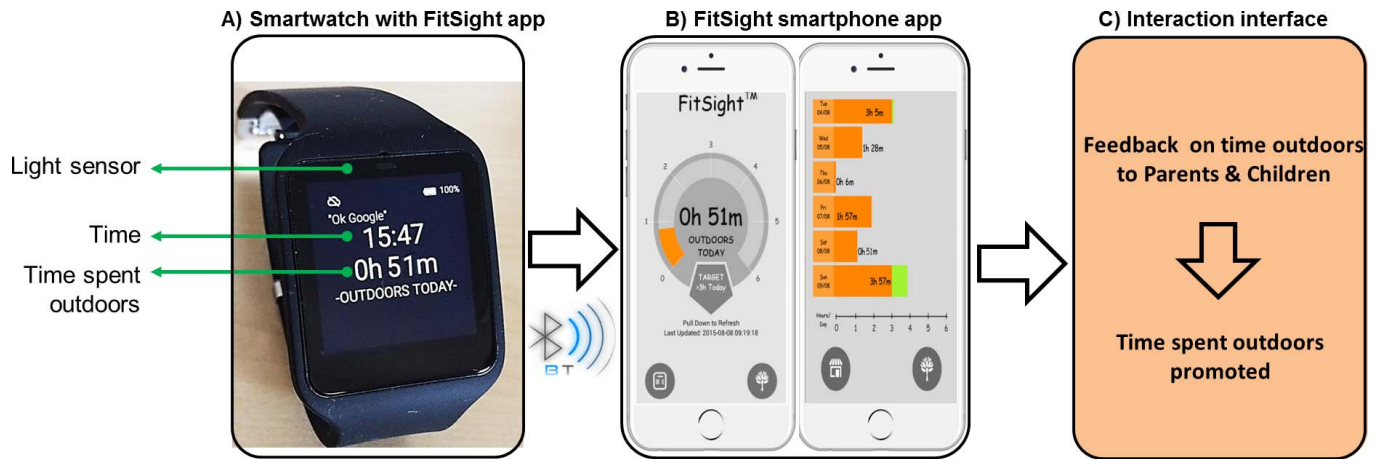 A) Smartwatch with FitSight app
B) FitSight smartphone app
C) Interaction interface
Light sensor
Time
Time spent
outdoors
100%
"Ok Google"
15:47
0h 51m
-OUTDOORS TODAY-
BT
FitSight™
0
1
2
3
4
5
6
0h 51m
OUTDOORS
TODAY
TARGET
>3h Today
Pull Down to Refresh
Last Updated: 2015-08-08 09:19:18
Tue
04/08
3h 5m
Wed
05/08
1h 28m
Thu
06/08
0h 6m
Fri
07/08
1h 57m
Sat
08/08
0h 51m
Sun
09/08
3h 57m
Hours/
Day
0 1 2 3 4 5 6
Feedback on time outdoors
to Parents & Children
Time spent outdoors
promoted